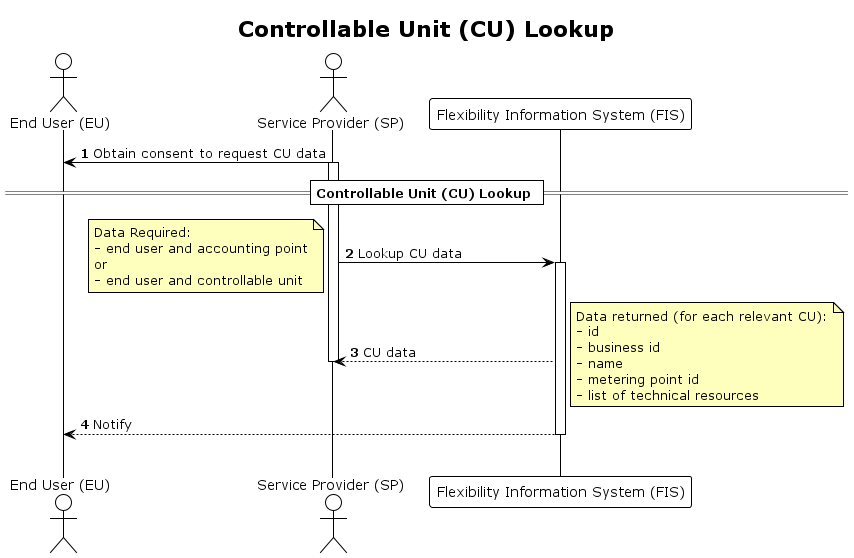 Controllable Unit (CU) Lookup
End User (EU)
Service Provider (SP)
Flexibility Information System (FIS)
1 Obtain consent to request CU data
Controllable Unit (CU) Lookup
Data Required:
- end user and accounting point
or
- end user and controllable unit
2 Lookup CU data
Data returned (for each relevant CU):
- id
- business id
- name
- metering point id
- list of technical resources
3 CU data
4 Notify
End User (EU)
Service Provider (SP)
Flexibility Information System (FIS)